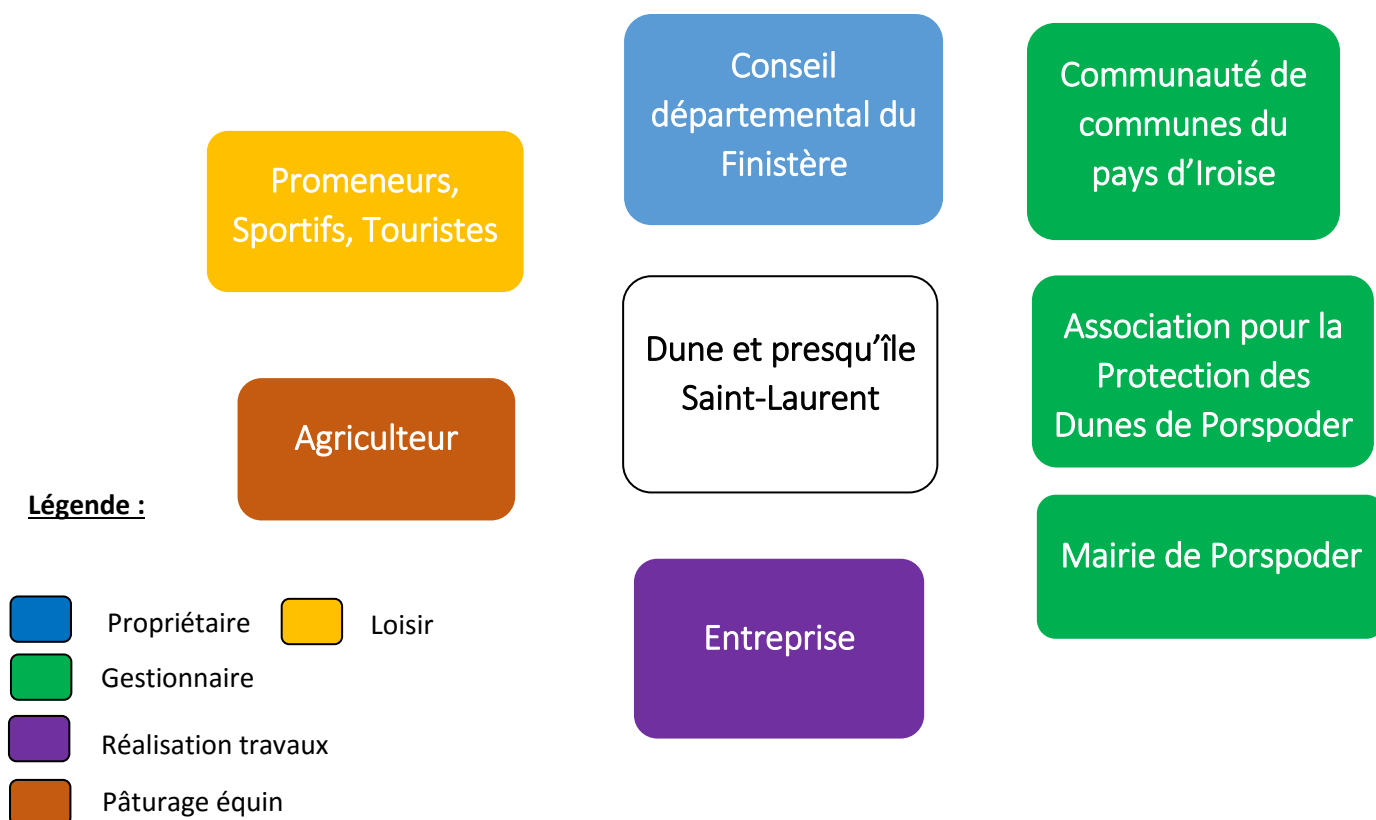 Conseil
départemental du
Finistère
Communauté de
communes du
pays d’Iroise
Promeneurs,
Sportifs, Touristes
Dune et presqu’île
Saint-Laurent
Association pour la
Protection des
Dunes de Porspoder
Agriculteur
Légende :
Mairie de Porspoder
Entreprise
Propriétaire
Loisir
Gestionnaire
Réalisation travaux
Pâturage équin